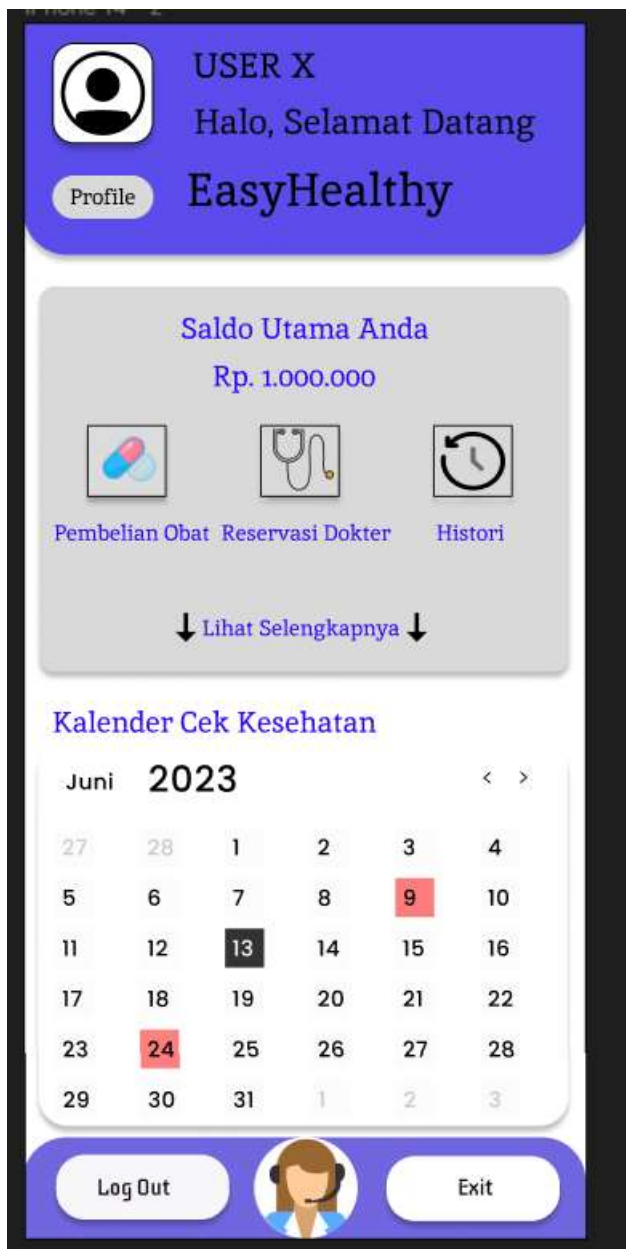 USER X
Halo, Selamat Datang
Profile EasyHealthy
Saldo Utama Anda
Rp. 1.000.000
Pembelian Obat Reservasi Dokter Histori
Lihat Selengkapnya
Kalender Cek Kesehatan
Juni 2023 < >
27 28 1 2 3 4
5 6 7 8 9 10
11 12 13 14 15 16
17 18 19 20 21 22
23 24 25 26 27 28
29 30 31 1 2 3
Log Out Exit